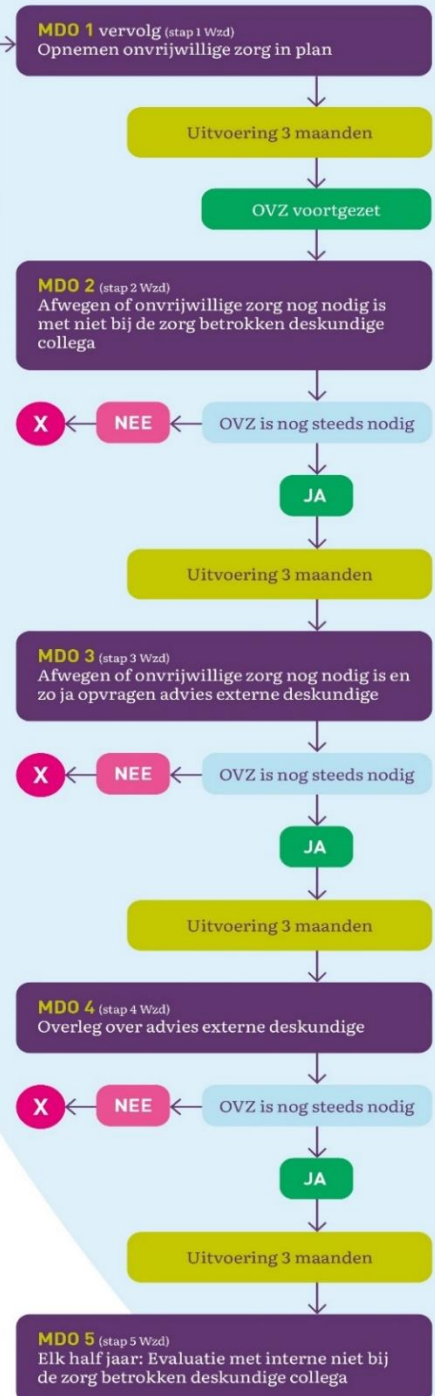 MDO 1 vervolg (stap 1 Wzd)
Opnemen onvrijwillige zorg in plan
Uitvoering 3 maanden
OVZ voortgezet
MDO 2 (stap 2 Wzd)
Afwegen of onvrijwillige zorg nog nodig is
met niet bij de zorg betrokken deskundige
collega
X NEE OVZ is nog steeds nodig
JA
Uitvoering 3 maanden
MDO 3 (stap 3 Wzd)
Afwegen of onvrijwillige zorg nog nodig is en
zo ja opvragen advies externe deskundige
X NEE OVZ is nog steeds nodig
JA
Uitvoering 3 maanden
MDO 4 (stap 4 Wzd)
Overleg over advies externe deskundige
X NEE OVZ is nog steeds nodig
JA
Uitvoering 3 maanden
MDO 5 (stap 5 Wzd)
Elk half jaar: Evaluatie met interne niet bij
de zorg betrokken deskundige collega